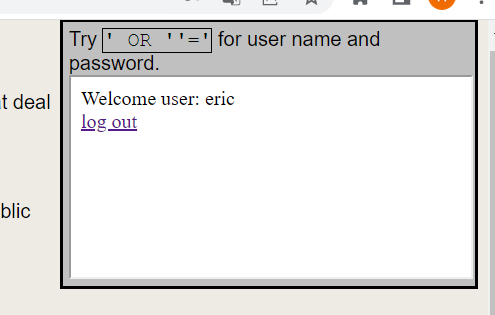 Try ' OR ''=' for user name and
password.
t deal
Welcome user: eric
log out
blic